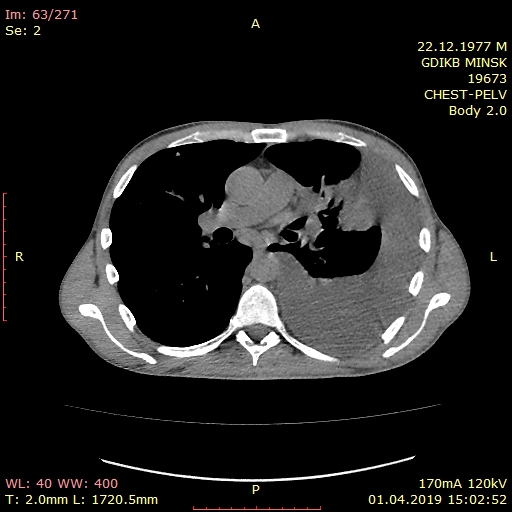 Im: 63/271
Se: 2
A
22.12.1977 M
GDIKB MINSK
19673
CHEST-PELV
Body 2.0
R
L
WL: 40 WW: 400
T: 2.0mm L: 1720.5mm
P
170mA 120kV
01.04.2019 15:02:52